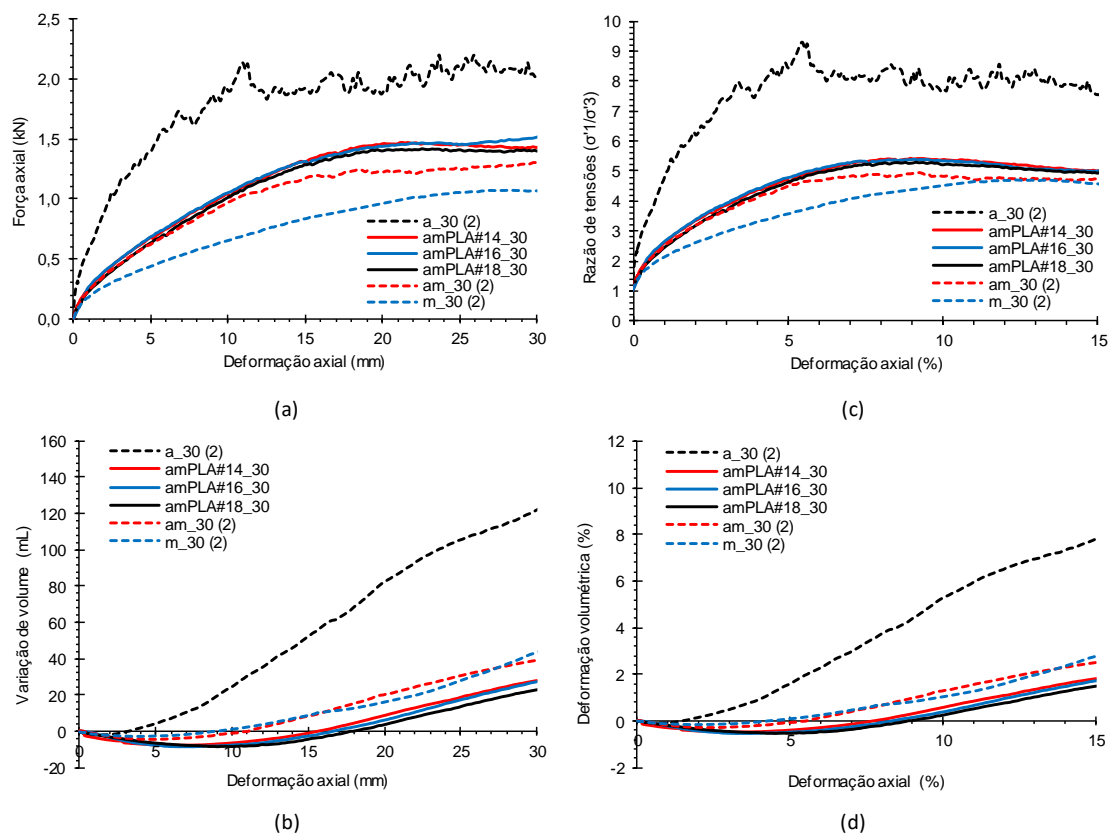 2,5
2,0
1,5
1,0
0,5
0,0
Força axial (kN)
a_30 (2)
amPLA#14_30
amPLA#16_30
amPLA#18_30
am_30 (2)
m_30 (2)
0 5 10 15 20 25 30
Deformação axial (mm)
(a)
10
9
8
7
6
5
4
3
2
1
0
Razão de tensões (σ'1/σ'3)
a_30 (2)
amPLA#14_30
amPLA#16_30
amPLA#18_30
am_30 (2)
m_30 (2)
0 5 10 15
Deformação axial (%)
(c)
160
140
120
100
80
60
40
20
0
-20
Variação de volume (mL)
a_30 (2)
amPLA#14_30
amPLA#16_30
amPLA#18_30
am_30 (2)
m_30 (2)
0 5 10 15 20 25 30
Deformação axial (mm)
(b)
12
10
8
6
4
2
0
-2
Deformação volumétrica (%)
a_30 (2)
amPLA#14_30
amPLA#16_30
amPLA#18_30
am_30 (2)
m_30 (2)
0 5 10 15
Deformação axial (%)
(d)